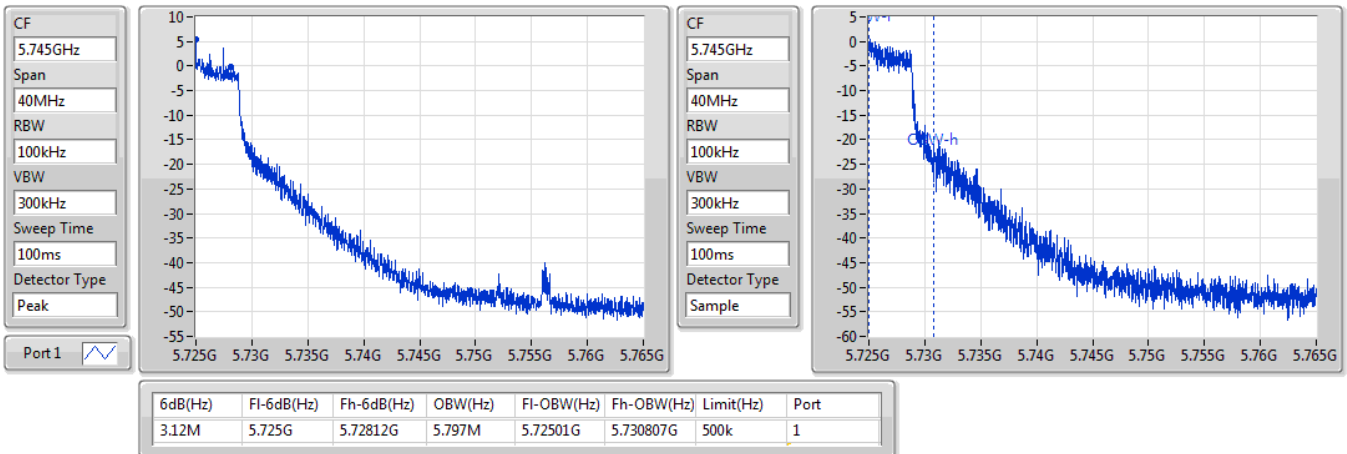 CF
5.745GHz
Span
40MHz
RBW
100kHz
VBW
300kHz
Sweep Time
100ms
Detector Type
Peak
Port 1
10
5
0
-5
-10
-15
-20
-25
-30
-35
-40
-45
-50
-55
5.725G 5.73G 5.735G 5.74G 5.745G 5.75G 5.755G 5.76G 5.765G
CF
5.745GHz
Span
40MHz
RBW
100kHz
VBW
300kHz
Sweep Time
100ms
Detector Type
Sample
5
0
-5
-10
-15
-20
-25
-30
-35
-40
-45
-50
-55
-60
5.725G 5.73G 5.735G 5.74G 5.745G 5.75G 5.755G 5.76G 5.765G
6dB(Hz) Fl-6dB(Hz) Fh-6dB(Hz) OBW(Hz) Fl-OBW(Hz) Fh-OBW(Hz) Limit(Hz) Port
3.12M 5.725G 5.72812G 5.797M 5.72501G 5.730807G 500k 1